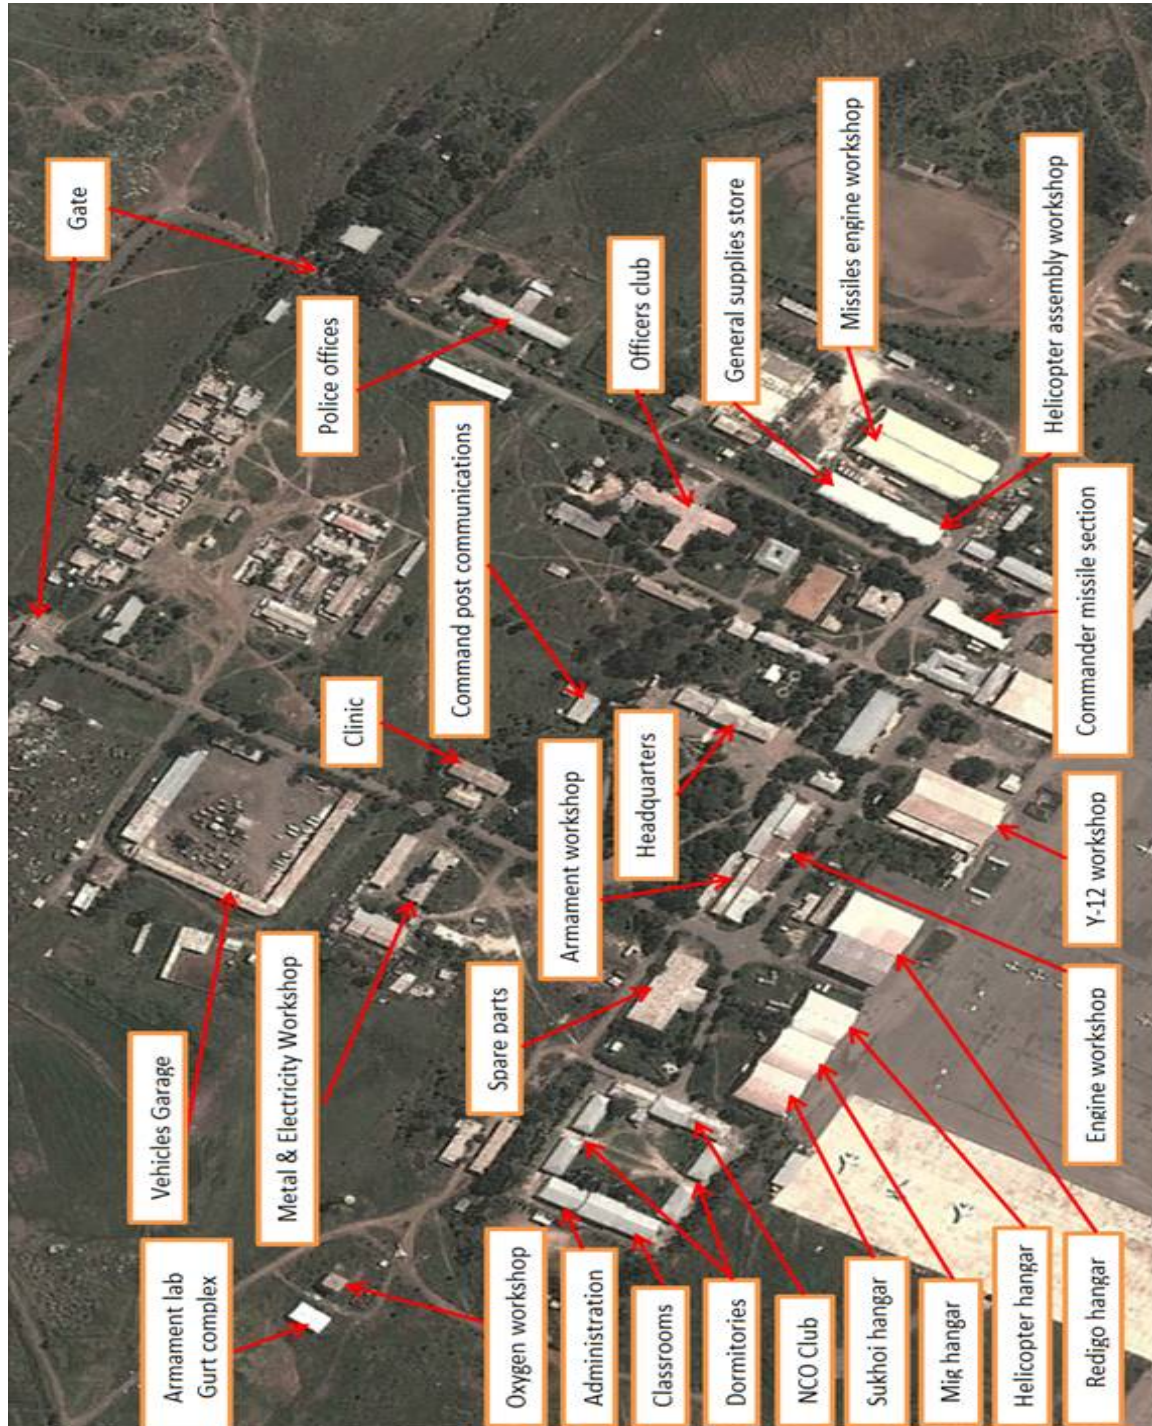 Gate
Armament lab
Gurt complex
Vehicles Garage
Metal & Electricity Workshop
Police offices
Clinic
Command post communications
Oxygen workshop
Spare parts
Administration
Armament workshop
Classrooms
Headquarters
Officers club
Dormitories
General supplies store
NCO Club
Sukhoi hangar
Missiles engine workshop
Mig hangar
Helicopter hangar
Helicopter assembly workshop
Redigo hangar
Engine workshop
Y-12 workshop
Commander missile section